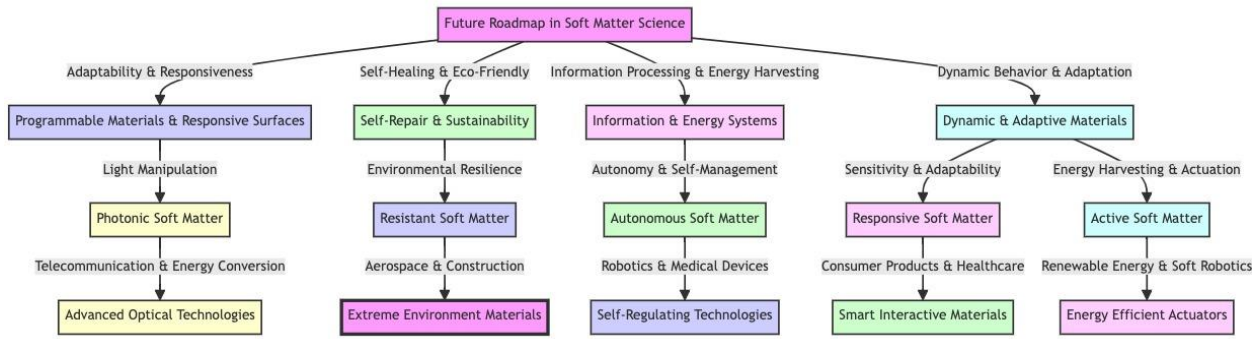 Future Roadmap in Soft Matter Science
Adaptability & Responsiveness
Self-Healing & Eco-Friendly
Information Processing & Energy Harvesting
Dynamic Behavior & Adaptation
Programmable Materials & Responsive Surfaces
Self-Repair & Sustainability
Information & Energy Systems
Dynamic & Adaptive Materials
Light Manipulation
Environmental Resilience
Autonomy & Self-Management
Sensitivity & Adaptability
Energy Harvesting & Actuation
Photonic Soft Matter
Resistant Soft Matter
Autonomous Soft Matter
Responsive Soft Matter
Active Soft Matter
Telecommunication & Energy Conversion
Aerospace & Construction
Robotics & Medical Devices
Consumer Products & Healthcare
Renewable Energy & Soft Robotics
Advanced Optical Technologies
Extreme Environment Materials
Self-Regulating Technologies
Smart Interactive Materials
Energy Efficient Actuators